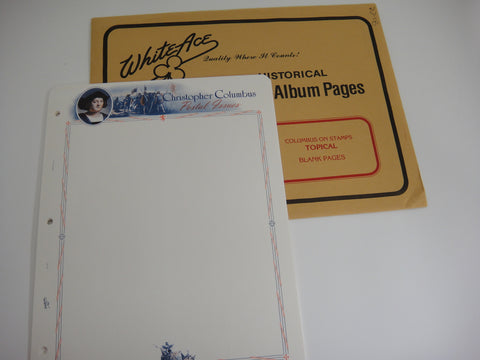 White Ace
Quality Where It Counts!
HISTORICAL
Album Pages
COLUMBUS ON STAMPS
TOPICAL
BLANK PAGES
Christopher Columbus
Postal Issues